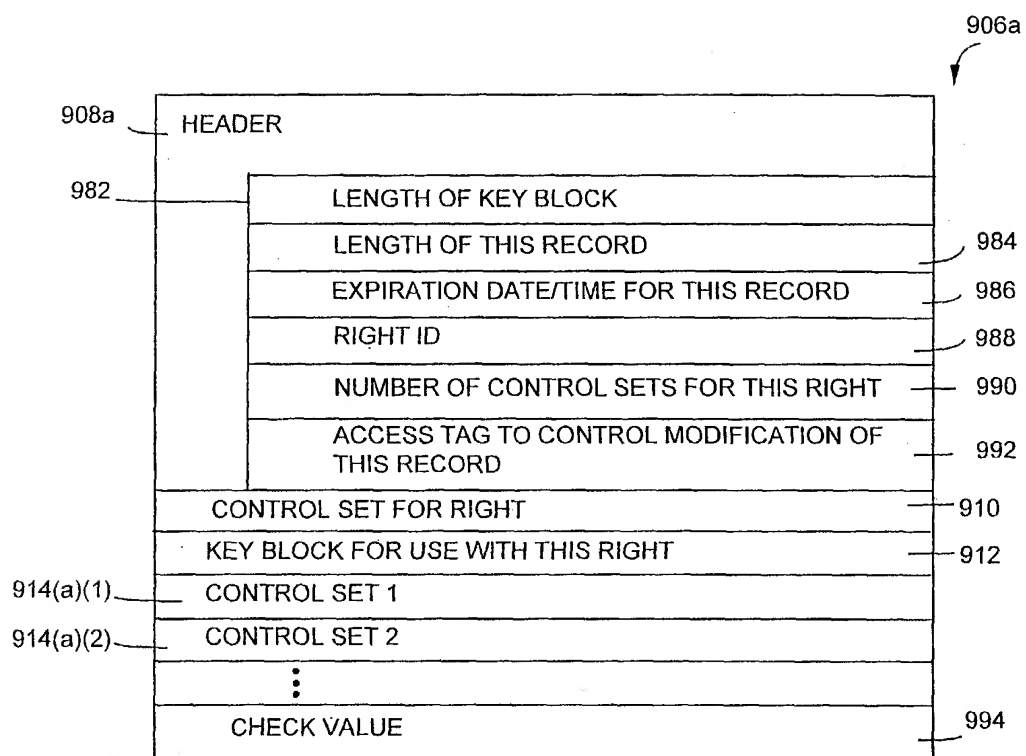 906a
908a
HEADER
982
LENGTH OF KEY BLOCK
LENGTH OF THIS RECORD
984
EXPIRATION DATE/TIME FOR THIS RECORD
986
RIGHT ID
988
NUMBER OF CONTROL SETS FOR THIS RIGHT
990
ACCESS TAG TO CONTROL MODIFICATION OF
THIS RECORD
992
CONTROL SET FOR RIGHT
910
KEY BLOCK FOR USE WITH THIS RIGHT
912
914(a)(1)
CONTROL SET 1
914(a)(2)
CONTROL SET 2
CHECK VALUE
994